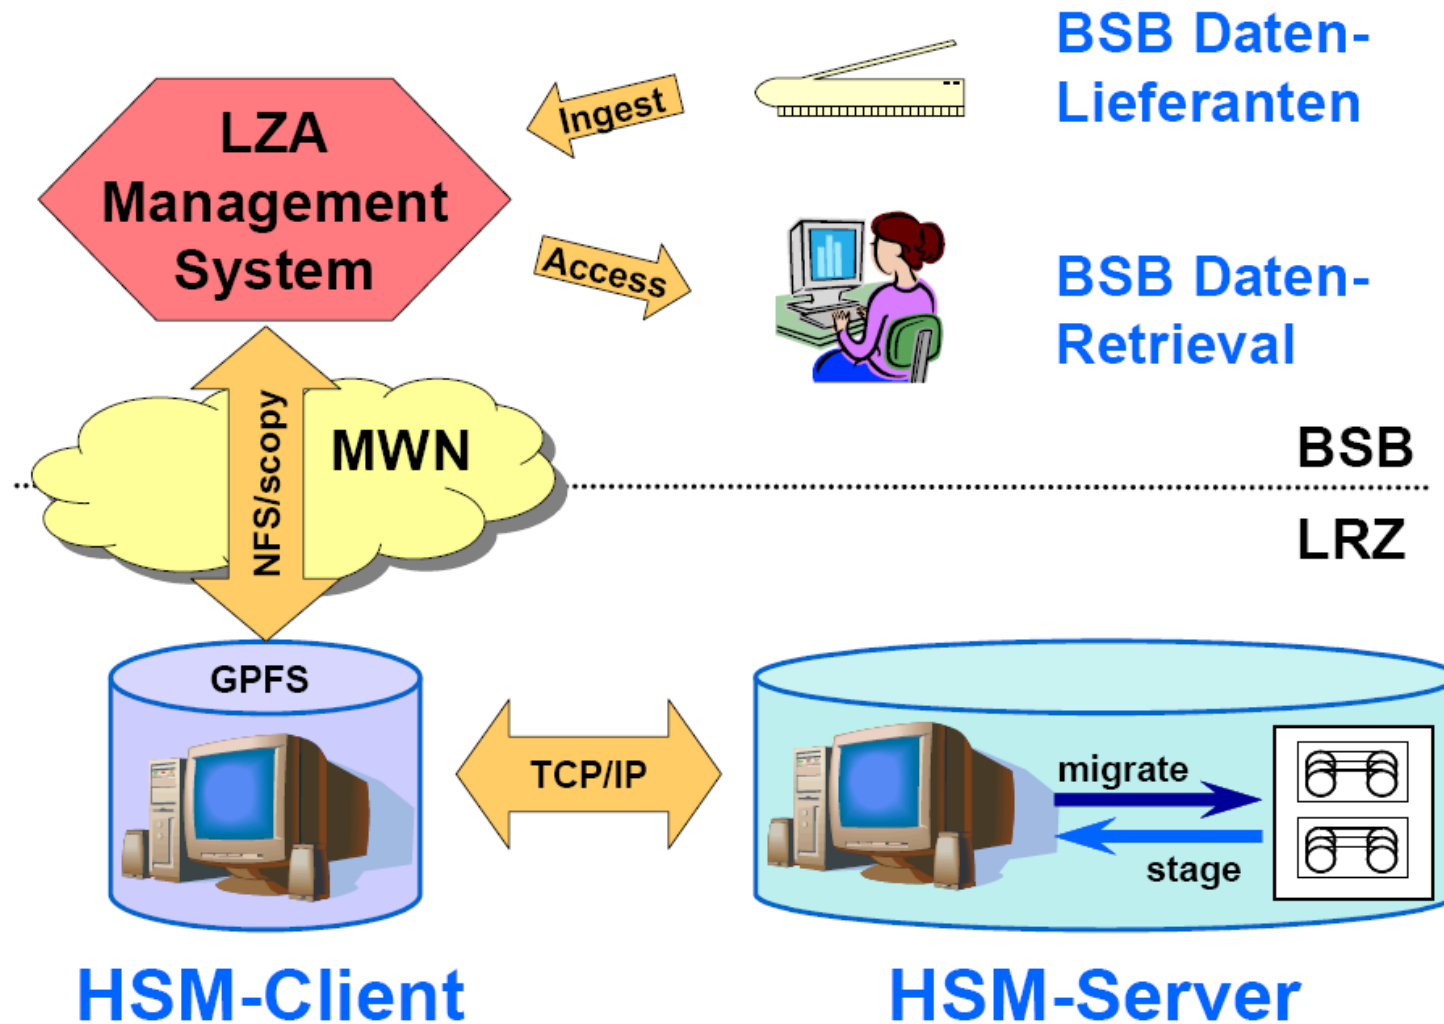 BSB Daten-
Lieferanten
Ingest
LZA
Management
System
Access
BSB Daten-
Retrieval
NFS/scopy
MWN
BSB
LRZ
GPFS
TCP/IP
migrate
stage
HSM-Client
HSM-Server